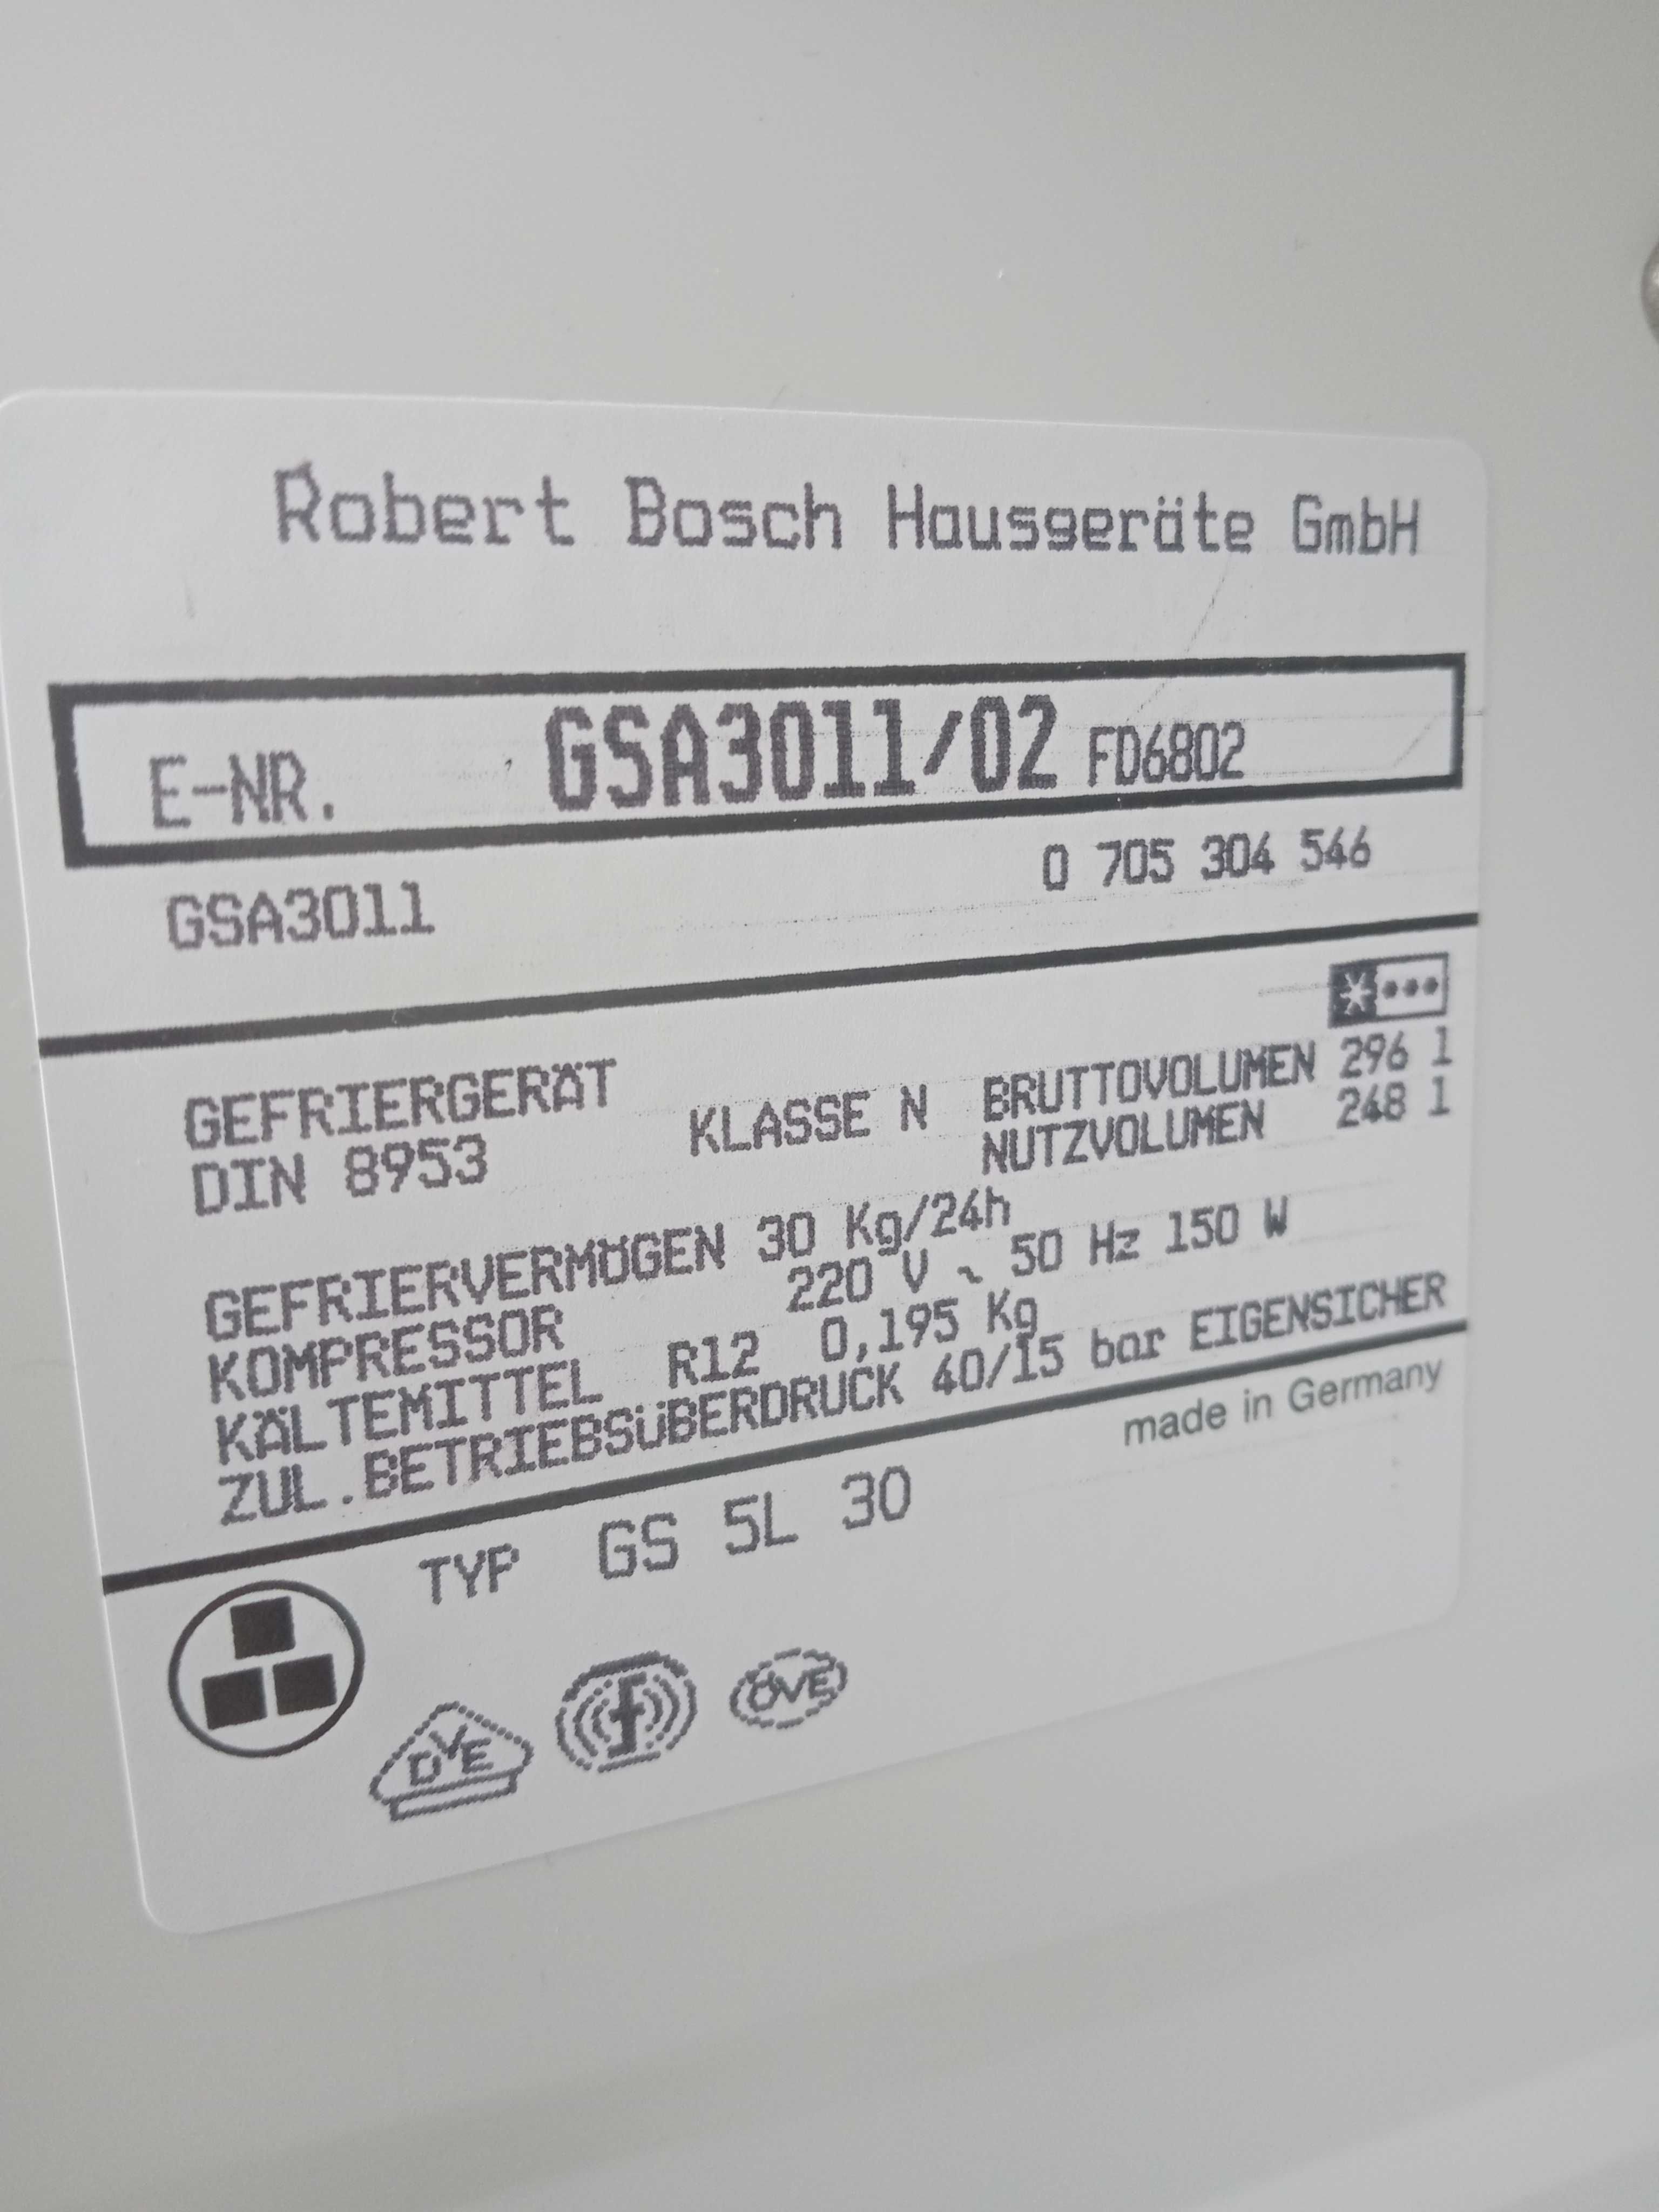 Robert Bosch Hausgeräte GmbH
E-NR. GSA3011/02 FD6802
GSA3011 0 705 304 546
GEFRIERGERÄT KLASSE N BRUTTOVOLUMEN 296 l
DIN 8953 NUTZVOLUMEN 248 l
GEFRIERVERMÖGEN 30 Kg/24h
KOMPRESSOR 220 V ~ 50 Hz 150 W
KÄLTEMITTEL R12 0,195 Kg
ZUL.BETRIEBSÜBERDRUCK 40/15 bar EIGENSICHER
made in Germany
TYP GS 5L 30
DVE
f
ÖVE